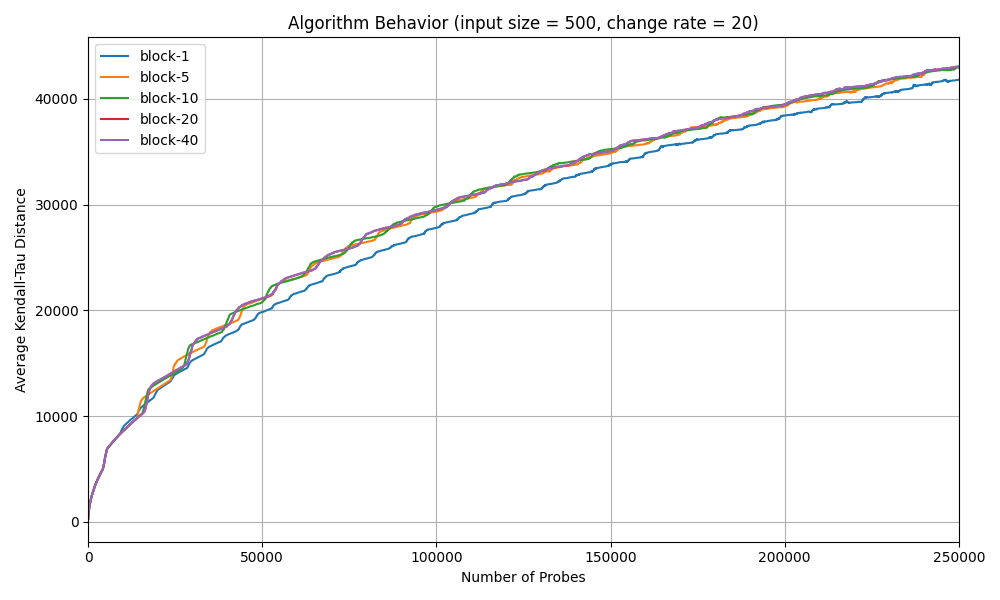 Algorithm Behavior (input size = 500, change rate = 20)
block-1
block-5
block-10
block-20
block-40
Average Kendall-Tau Distance
40000
30000
20000
10000
0
0 50000 100000 150000 200000 250000
Number of Probes